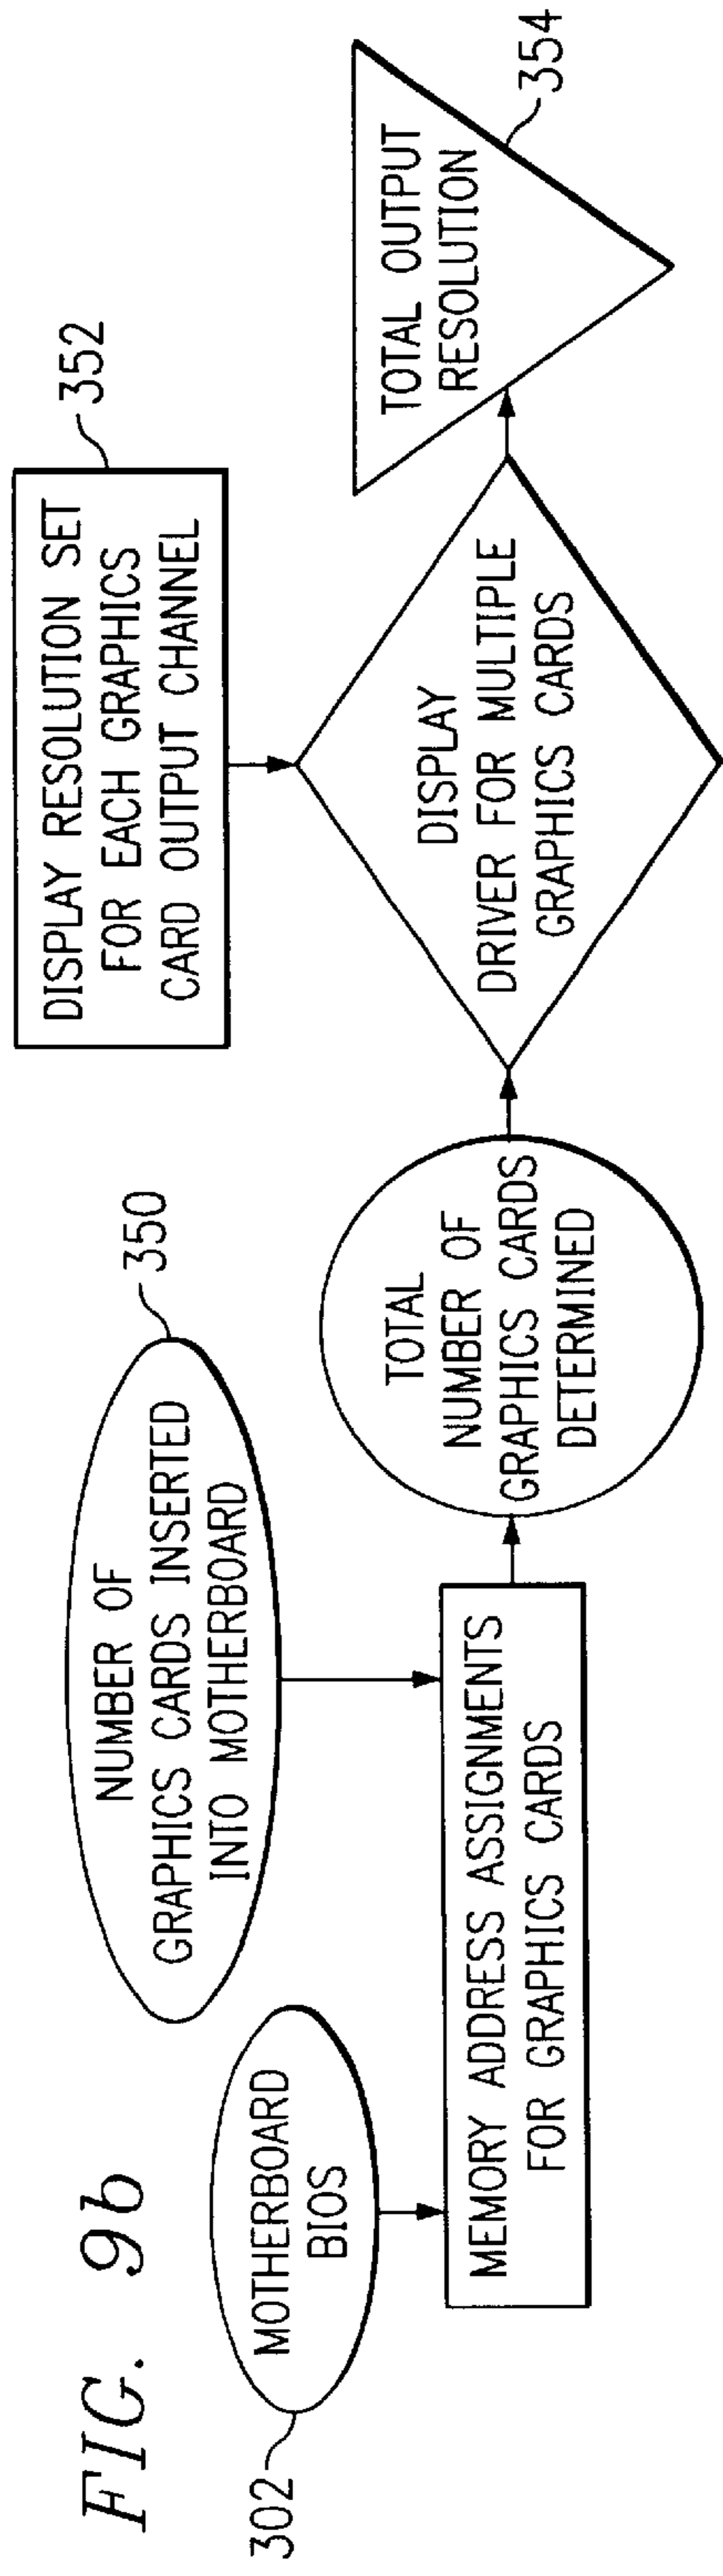 FIG. 9b
302
MOTHERBOARD
BIOS
350
NUMBER OF
GRAPHICS CARDS INSERTED
INTO MOTHERBOARD
MEMORY ADDRESS ASSIGNMENTS
FOR GRAPHICS CARDS
TOTAL
NUMBER OF
GRAPHICS CARDS
DETERMINED
352
DISPLAY RESOLUTION SET
FOR EACH GRAPHICS
CARD OUTPUT CHANNEL
DISPLAY
DRIVER FOR MULTIPLE
GRAPHICS CARDS
TOTAL OUTPUT
RESOLUTION
354